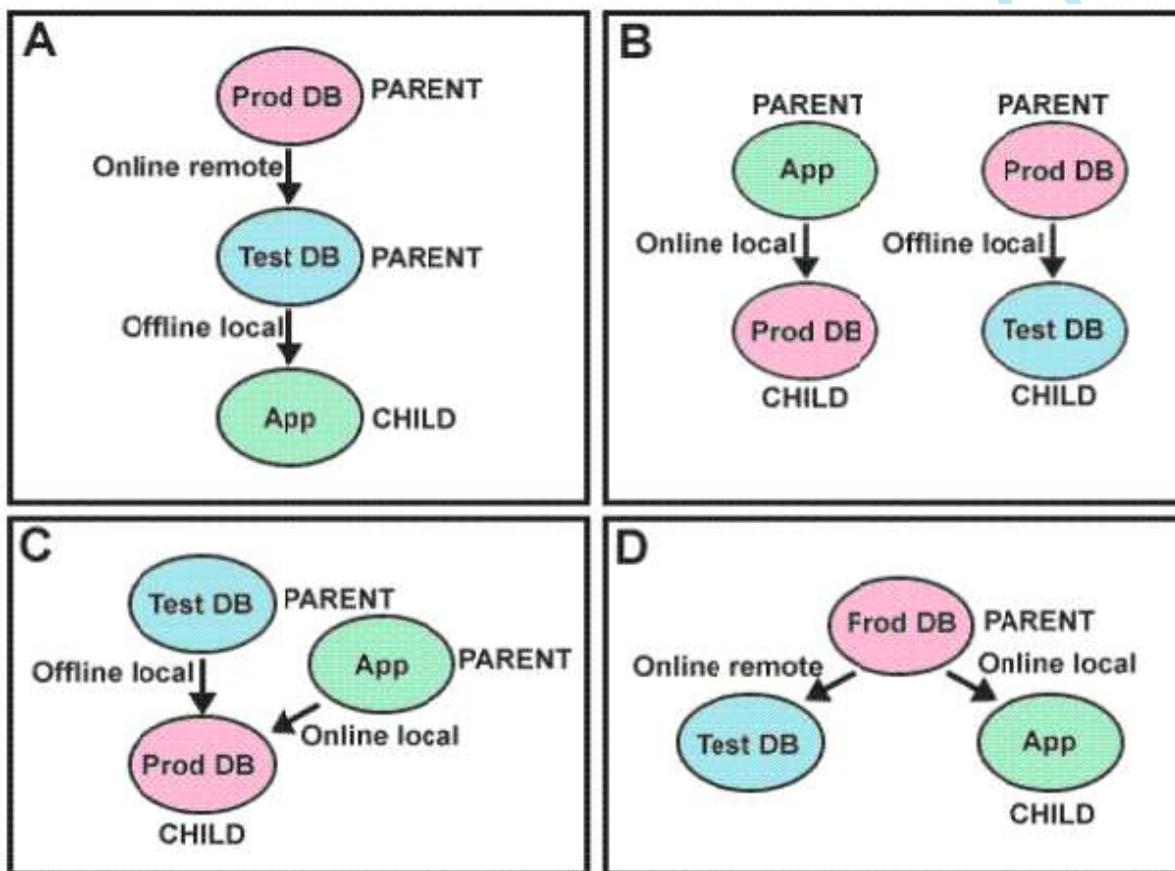 A
Prod DB PARENT
Online remote
Test DB PARENT
Offline local
App CHILD
B
PARENT PARENT
App Prod DB
Online local Offline local
Prod DB Test DB
CHILD CHILD
C
Test DB PARENT
App PARENT
Offline local
Online local
Prod DB
CHILD
D
Frod DB PARENT
Online remote Online local
Test DB App
CHILD